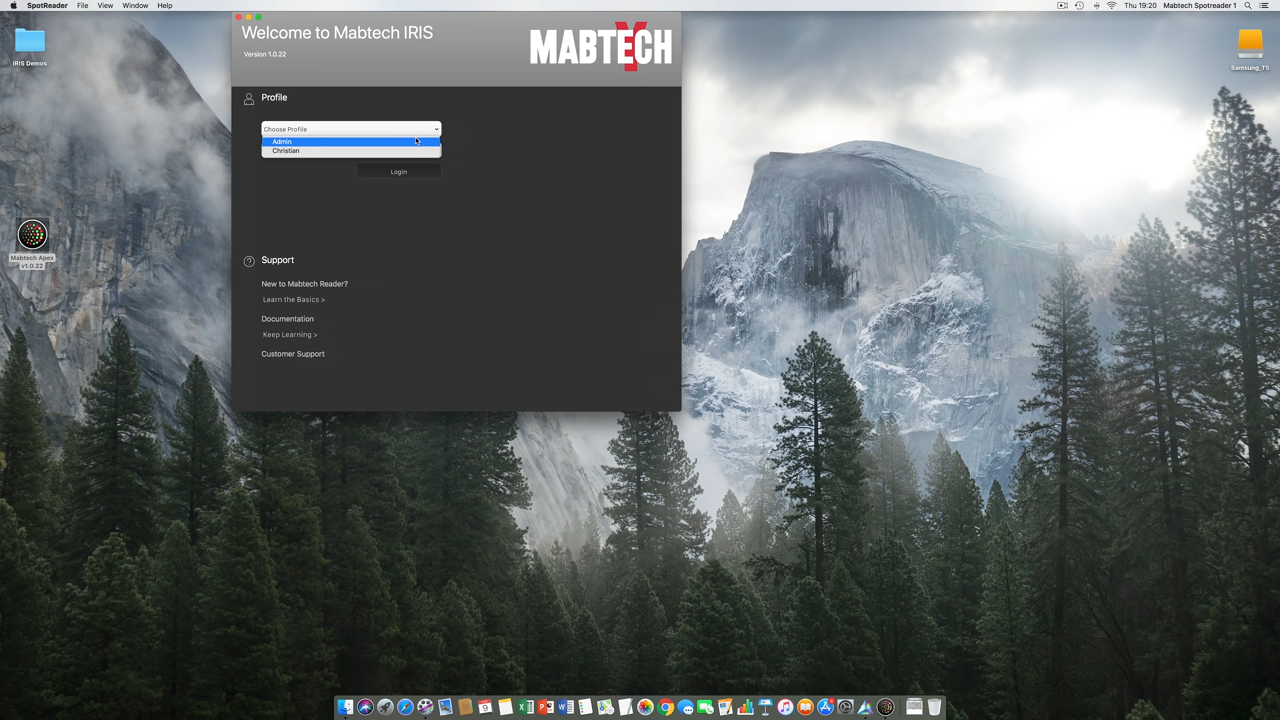 SpotReader File View Window Help
Thu 19:20 Mabtech Spotreader 1
Welcome to Mabtech IRIS
Version 1.0.22
MABTECH
IRIS Demos
Samsung_T5
Profile
Choose Profile
Admin
Christian
Login
Mabtech Apex
v1.0.22
Support
New to Mabtech Reader?
Learn the Basics >
Documentation
Keep Learning >
Customer Support